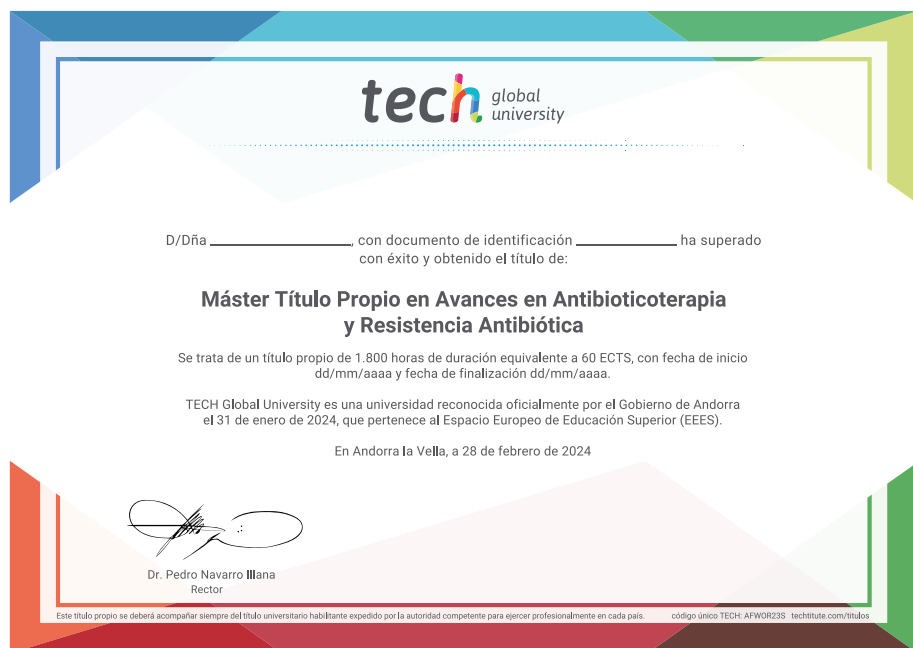 tech global university
D/Dña ____________________, con documento de identificación ______________ ha superado
con éxito y obtenido el título de:
Máster Título Propio en Avances en Antibioticoterapia
y Resistencia Antibiótica
Se trata de un título propio de 1.800 horas de duración equivalente a 60 ECTS, con fecha de inicio
dd/mm/aaaa y fecha de finalización dd/mm/aaaa.
TECH Global University es una universidad reconocida oficialmente por el Gobierno de Andorra
el 31 de enero de 2024, que pertenece al Espacio Europeo de Educación Superior (EEES).
En Andorra la Vella, a 28 de febrero de 2024
Dr. Pedro Navarro Illana
Rector
Este título propio se deberá acompañar siempre del título universitario habilitante expedido por la autoridad competente para ejercer profesionalmente en cada país. código único TECH: AFWOR23S techtitute.com/titulos